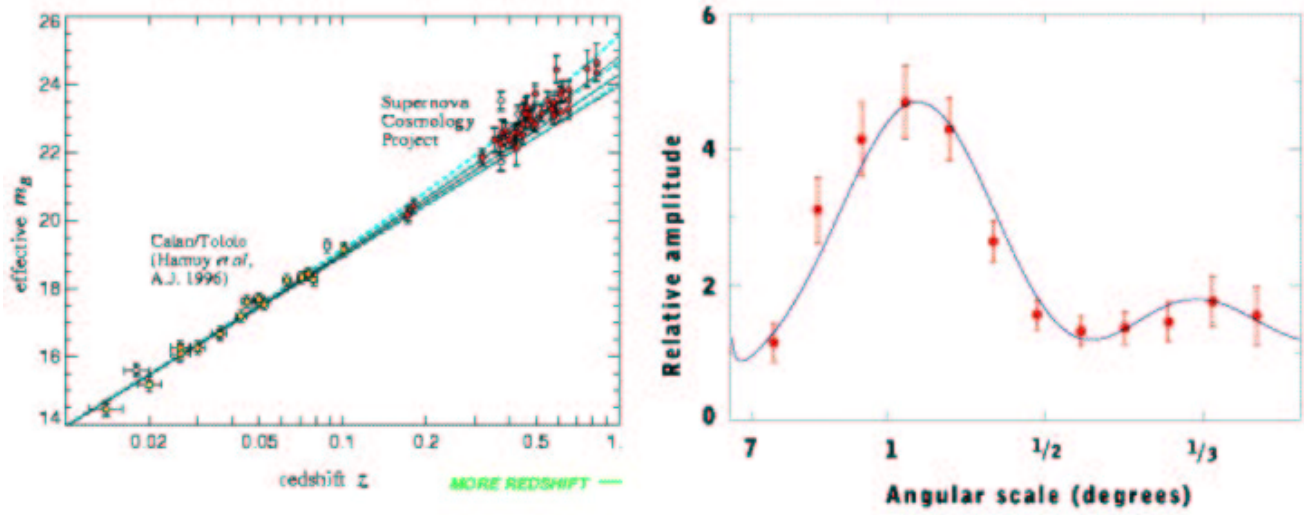 26
24
22
20
18
16
14
effective m_B
Supernova
Cosmology
Project
Calan/Tololo
(Hamuy et al,
A.J. 1996)
0.02 0.05 0.1 0.2 0.5 1.
redshift z
MORE REDSHIFT
6
4
2
0
Relative amplitude
7 1 1/2 1/3
Angular scale (degrees)